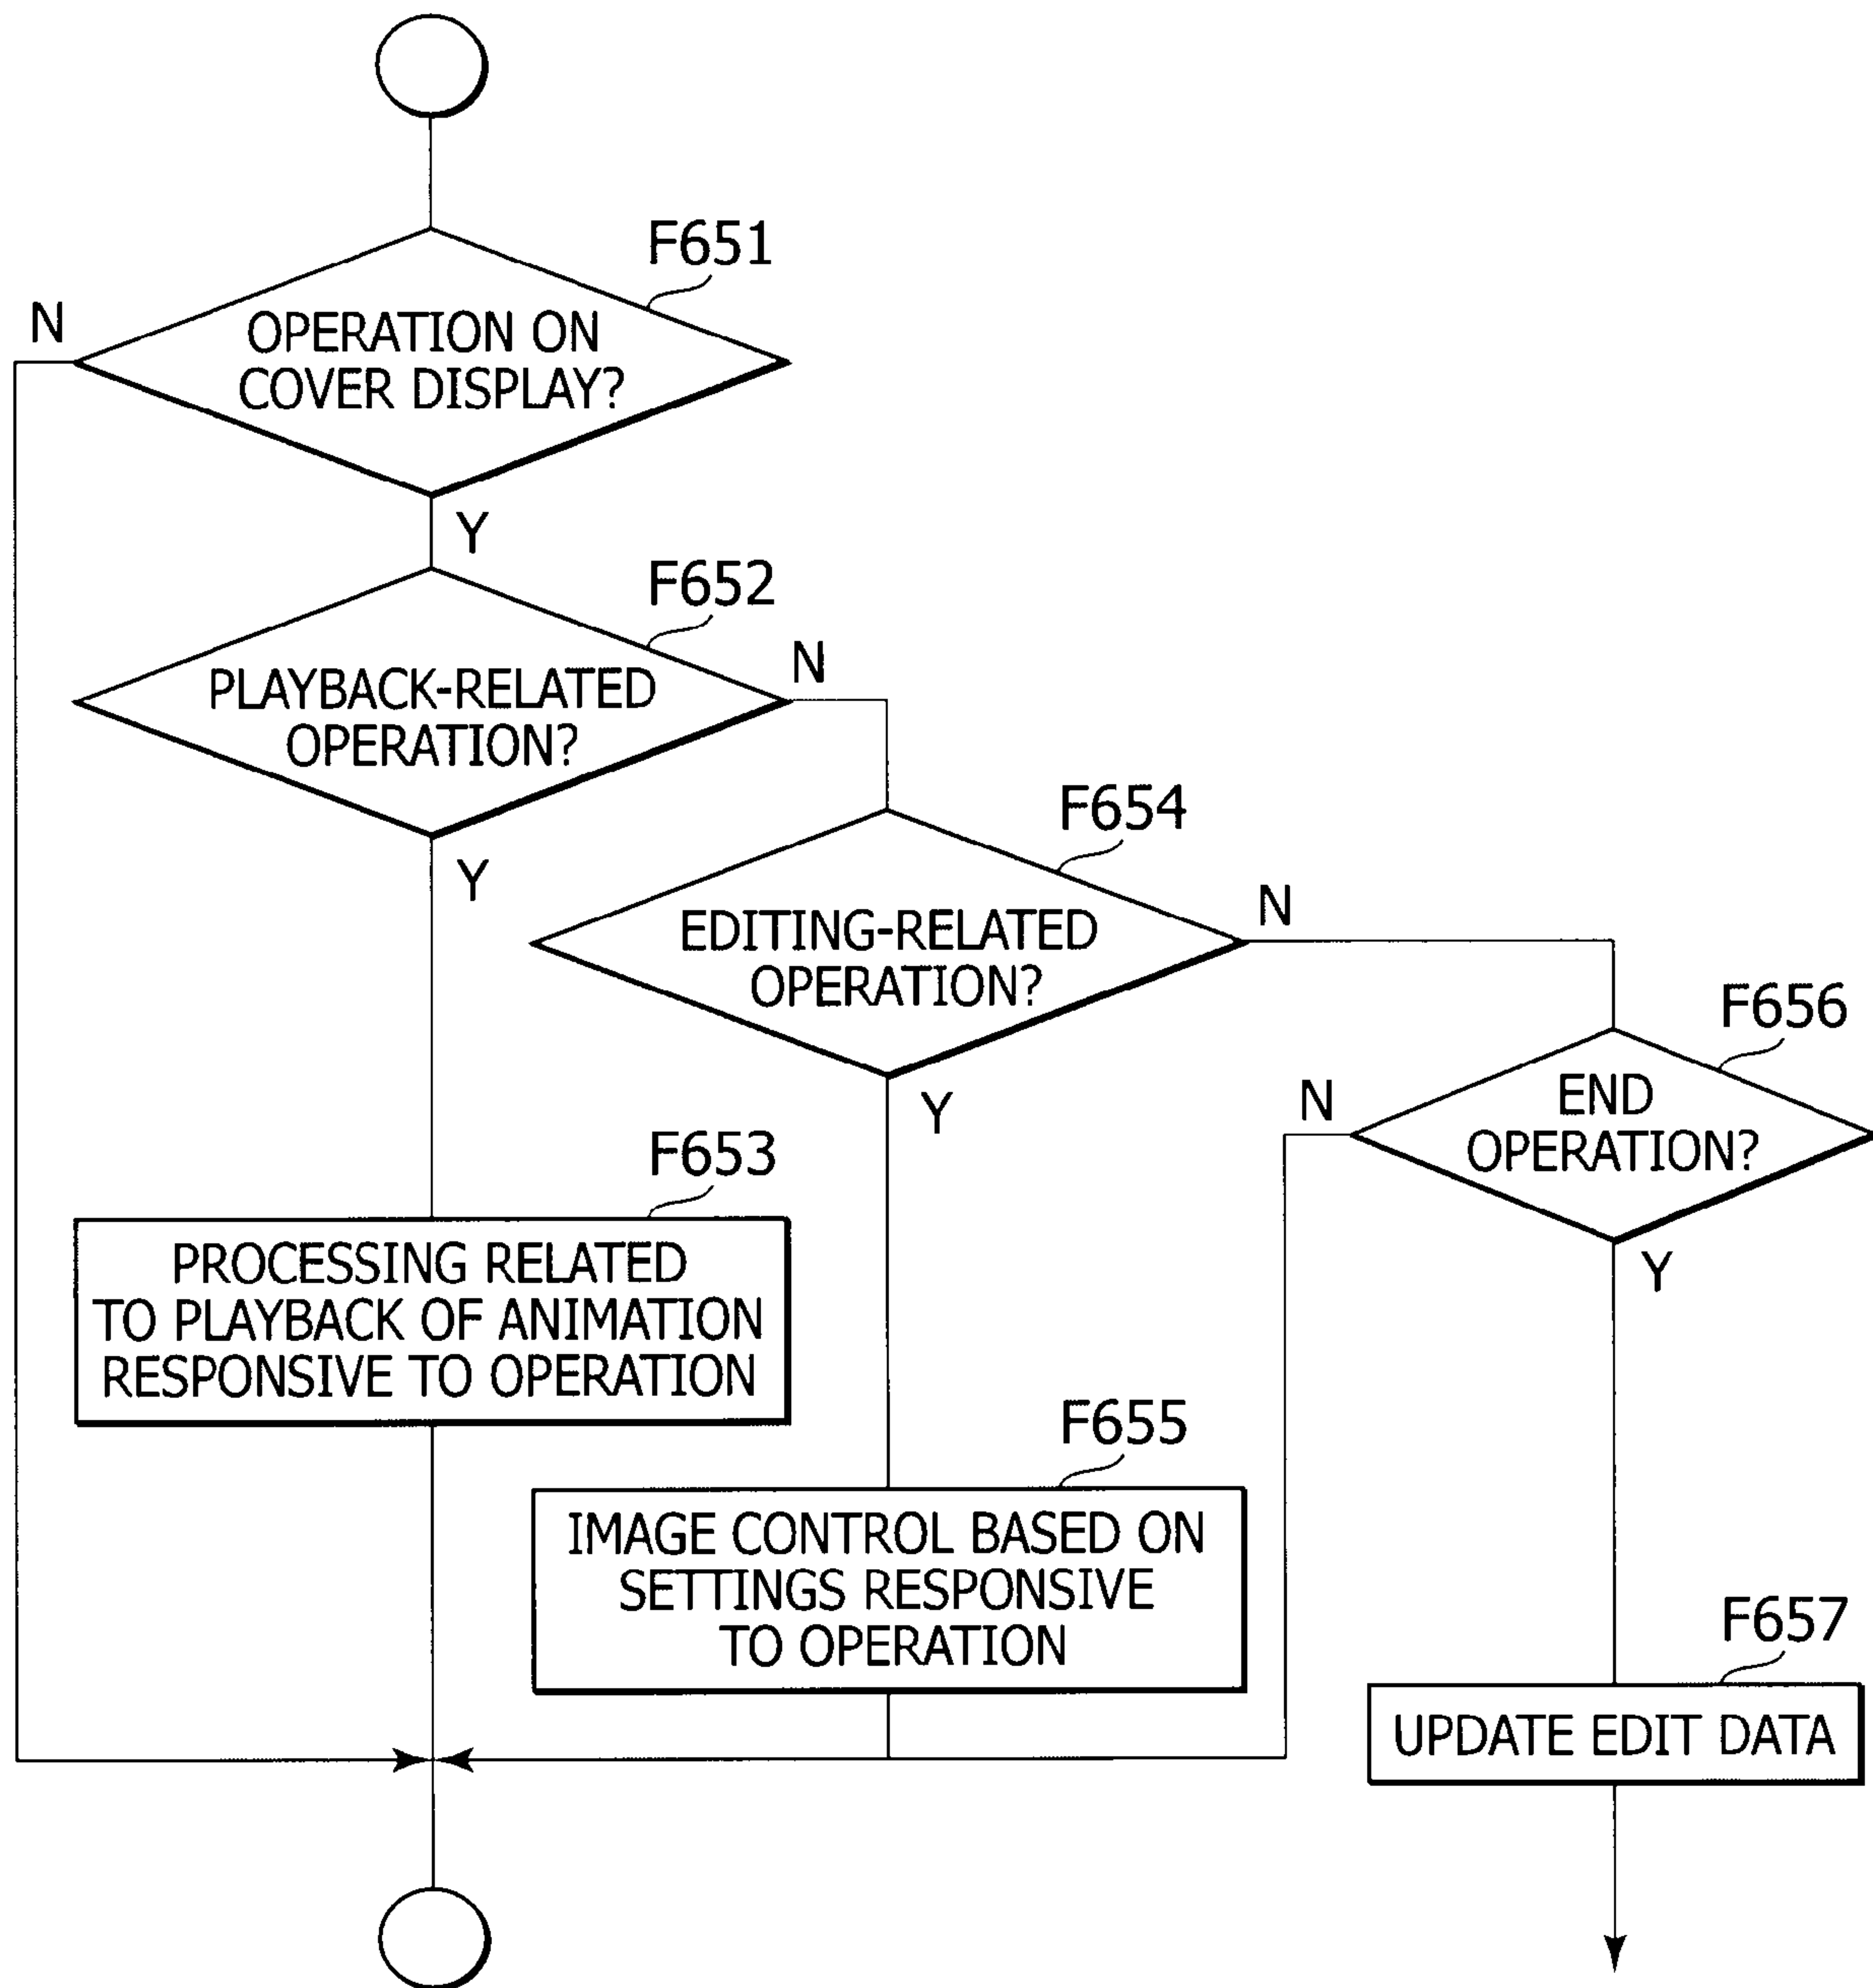 F651
N
OPERATION ON
COVER DISPLAY?
Y
F652
N
PLAYBACK-RELATED
OPERATION?
Y
F654
N
EDITING-RELATED
OPERATION?
Y
F656
N
END
OPERATION?
Y
F653
PROCESSING RELATED
TO PLAYBACK OF ANIMATION
RESPONSIVE TO OPERATION
F655
IMAGE CONTROL BASED ON
SETTINGS RESPONSIVE
TO OPERATION
F657
UPDATE EDIT DATA